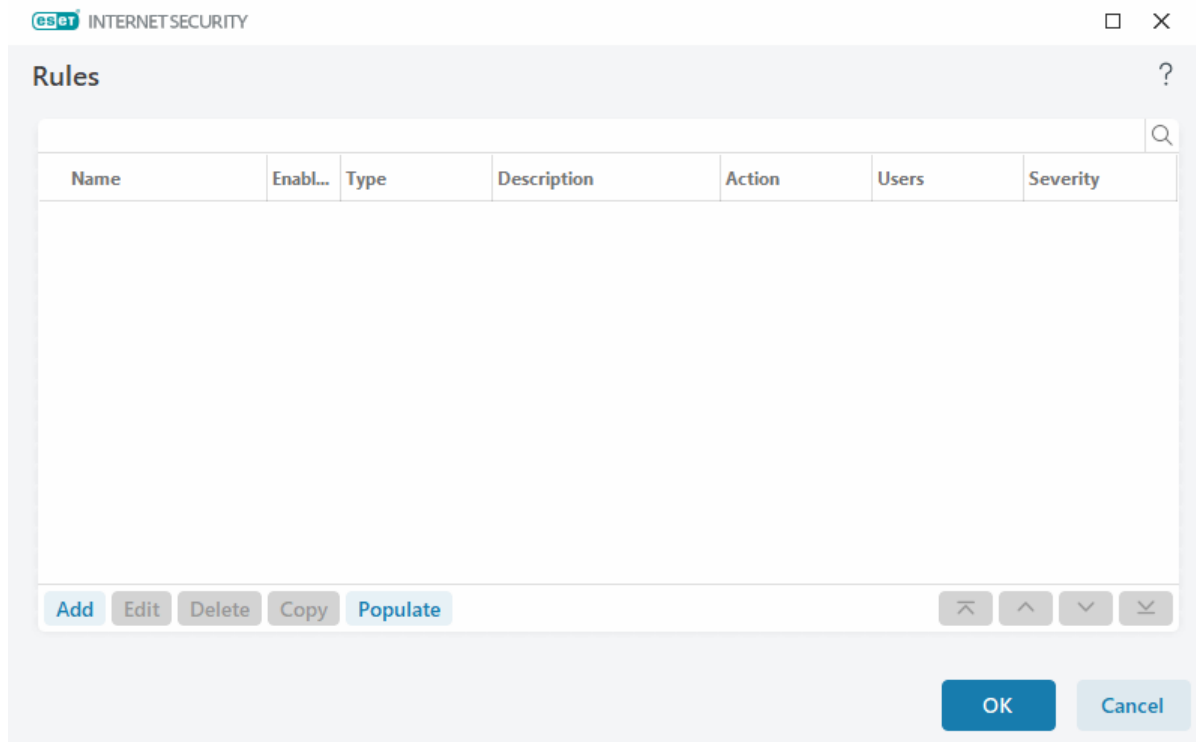 eset INTERNET SECURITY
Rules
?
Name Enabl... Type Description Action Users Severity
Add Edit Delete Copy Populate
OK Cancel